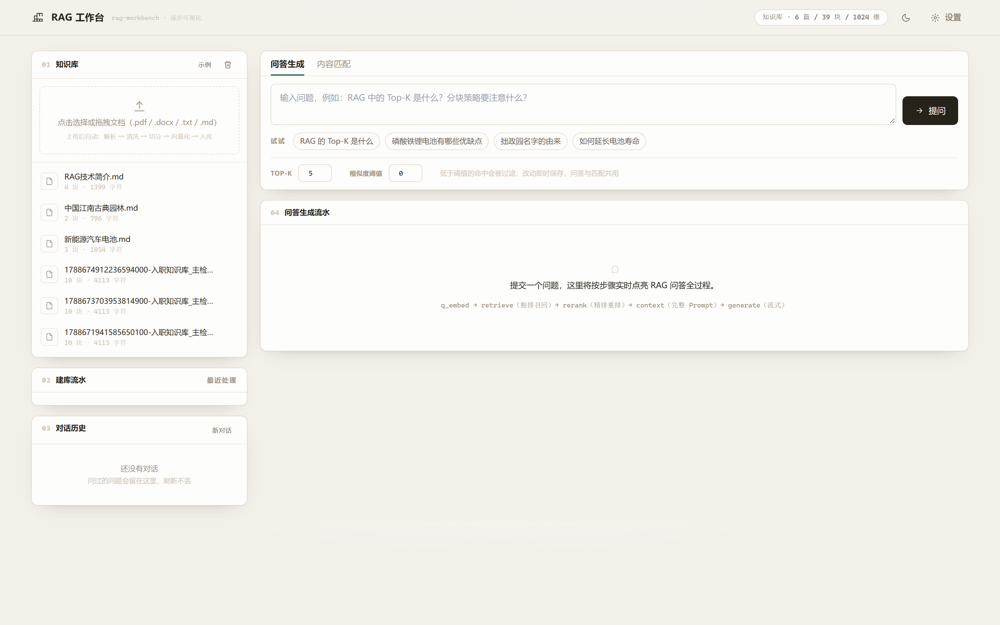 RAG 工作台 rag-workbench · 逐步可视化
知识库 · 6 篇 / 39 块 / 1024 维
设置
01 知识库
示例
点击选择或拖拽文档（.pdf / .docx / .txt / .md）
上传后自动：解析 → 清洗 → 切分 → 向量化 → 入库
RAG技术简介.md
4 块 · 1399 字符
中国江南古典园林.md
2 块 · 796 字符
新能源汽车电池.md
3 块 · 1054 字符
1788674912236594000-入职知识库_主检...
10 块 · 4113 字符
1788673703953814900-入职知识库_主检...
10 块 · 4113 字符
1788671941585650100-入职知识库_主检...
10 块 · 4113 字符
02 建库流水
最近处理
03 对话历史
新对话
还没有对话
问过的问题会留在这里，刷新不丢
问答生成 内容匹配
输入问题，例如：RAG 中的 Top-K 是什么？分块策略要注意什么？
→ 提问
试试 RAG 的 Top-K 是什么 磷酸铁锂电池有哪些优缺点 拙政园名字的由来 如何延长电池寿命
TOP-K 5 相似度阈值 0 低于阈值的命中会被过滤；改动即时保存，问答与匹配共用
04 问答生成流水
提交一个问题，这里将按步骤实时点亮 RAG 问答全过程。
q_embed → retrieve（粗排召回）→ rerank（精排重排）→ context（完整 Prompt）→ generate（流式）